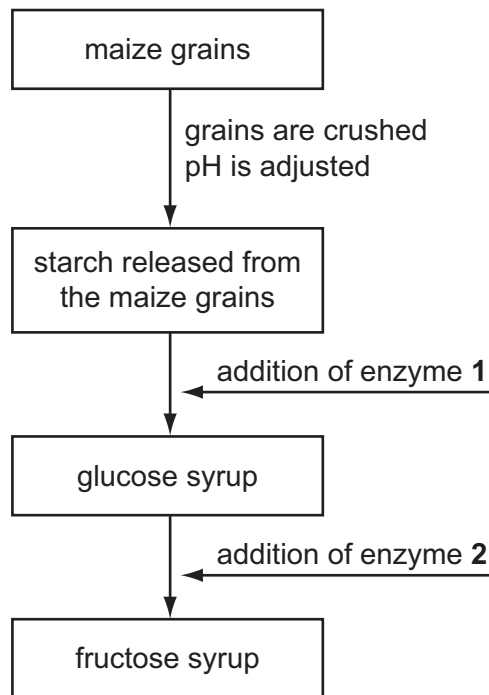 maize grains
grains are crushed
pH is adjusted
starch released from
the maize grains
addition of enzyme 1
glucose syrup
addition of enzyme 2
fructose syrup